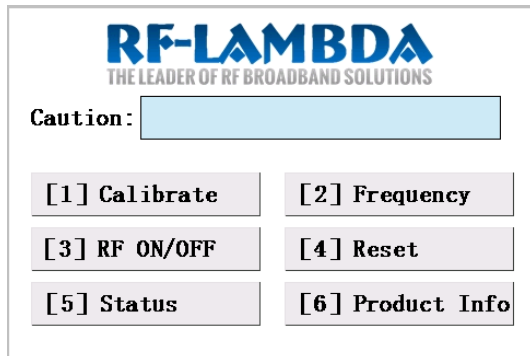 RF-LAMBDA
THE LEADER OF RF BROADBAND SOLUTIONS
Caution:
[1] Calibrate [2] Frequency
[3] RF ON/OFF [4] Reset
[5] Status [6] Product Info